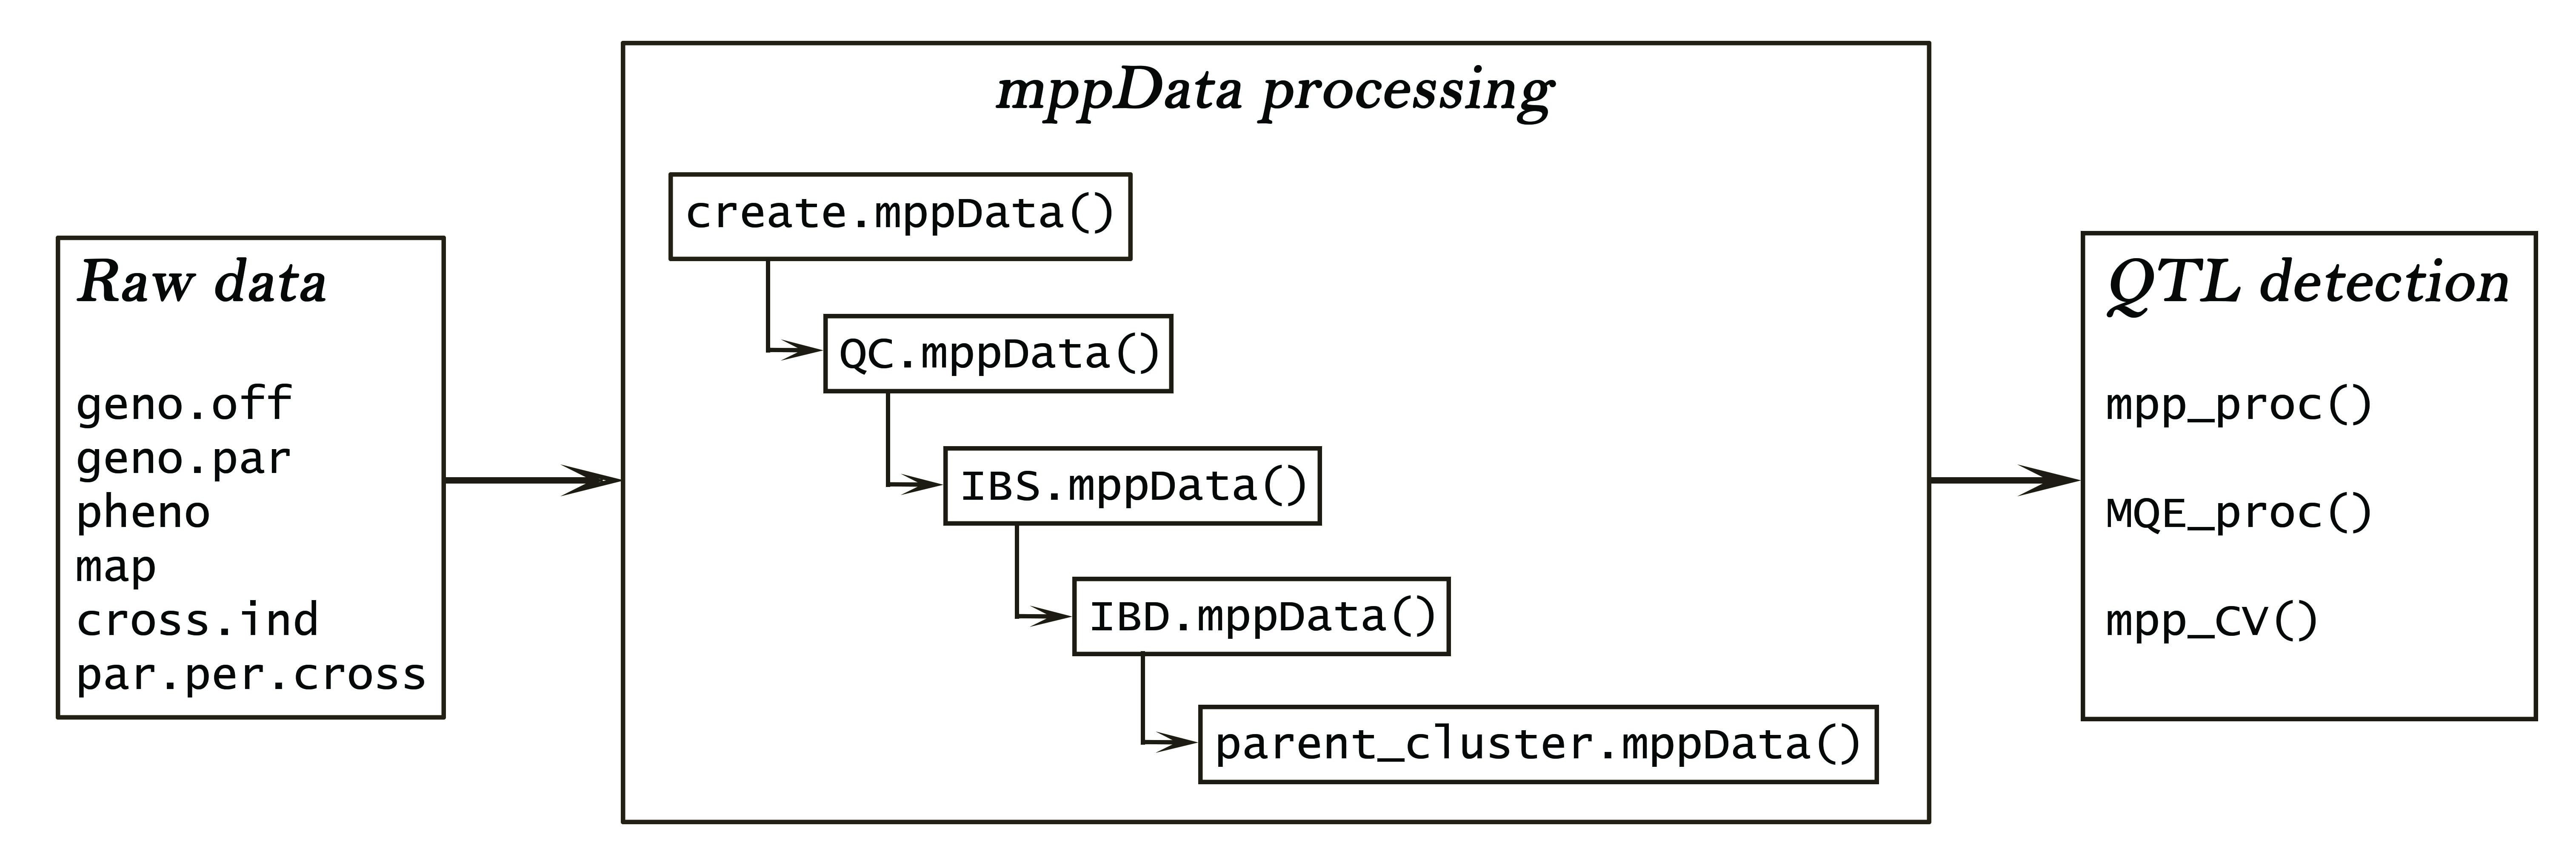 Raw data
geno.off
geno.par
pheno
map
cross.ind
par.per.cross
mppData processing
create.mppData()
QC.mppData()
IBS.mppData()
IBD.mppData()
parent_cluster.mppData()
QTL detection
mpp_proc()
MQE_proc()
mpp_CV()